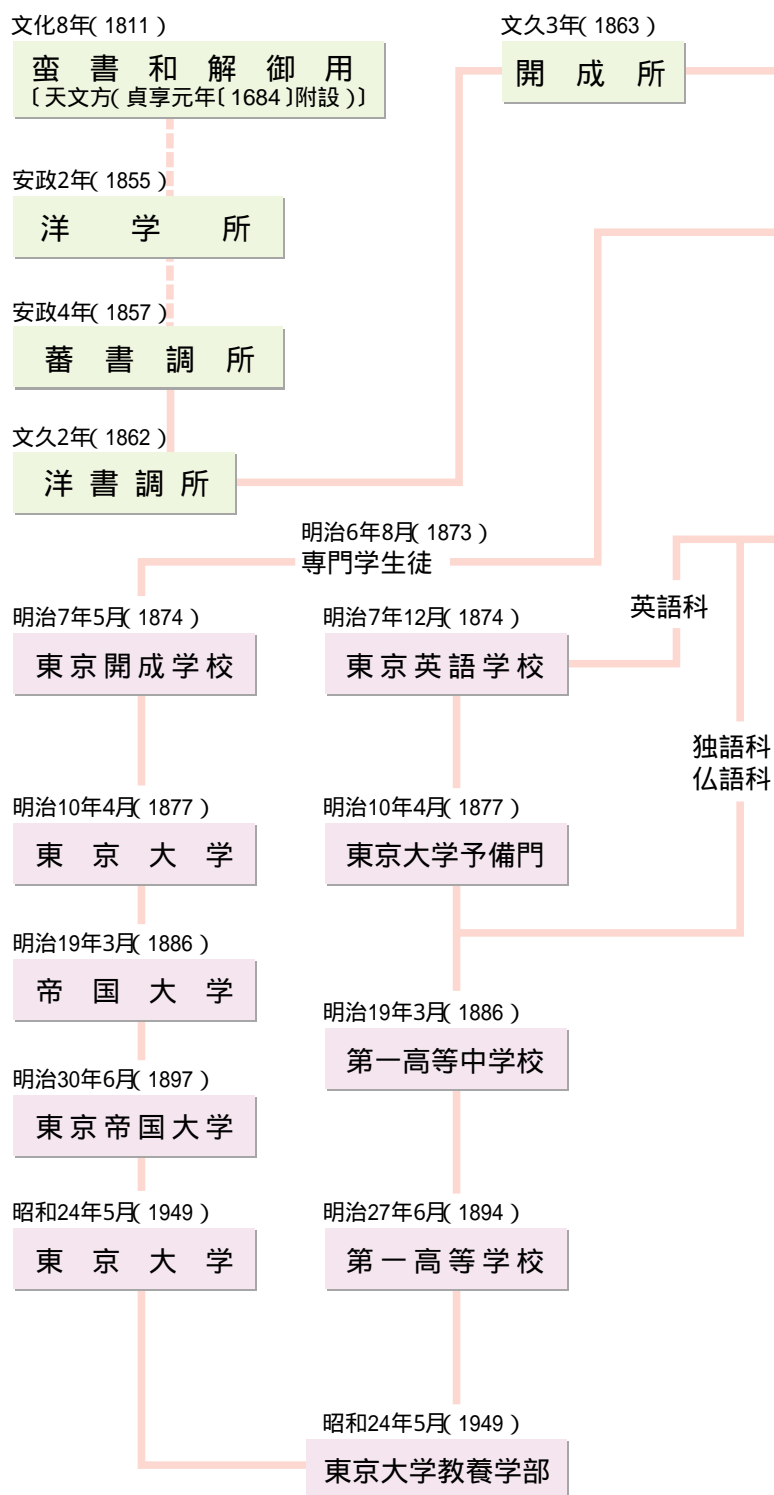 文化8年(1811)
蛮書和解御用
〔天文方(貞享元年〔1684〕附設)〕
安政2年(1855)
洋学所
安政4年(1857)
蕃書調所
文久2年(1862)
洋書調所
文久3年(1863)
開成所
明治6年8月(1873)
専門学生徒
明治7年5月(1874)
東京開成学校
明治10年4月(1877)
東京大学
明治19年3月(1886)
帝国大学
明治30年6月(1897)
東京帝国大学
昭和24年5月(1949)
東京大学
英語科
明治7年12月(1874)
東京英語学校
独語科
仏語科
明治10年4月(1877)
東京大学予備門
明治19年3月(1886)
第一高等中学校
明治27年6月(1894)
第一高等学校
昭和24年5月(1949)
東京大学教養学部